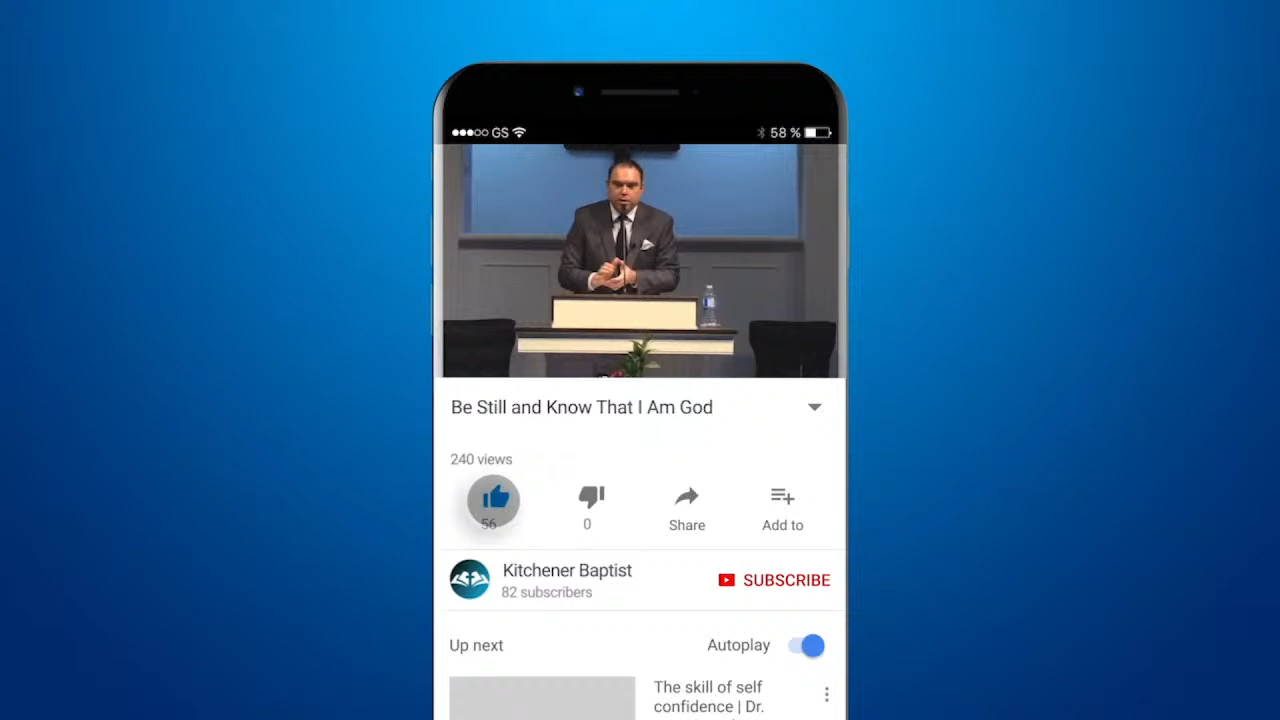 GS 58 %
Be Still and Know That I Am God
240 views
56 0 Share Add to
Kitchener Baptist SUBSCRIBE
82 subscribers
Up next Autoplay
The skill of self
confidence | Dr.